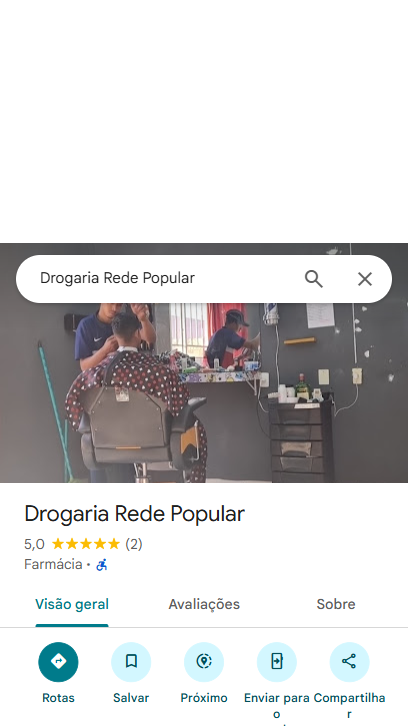 Drogaria Rede Popular
Drogaria Rede Popular
5,0 (2)
Farmácia ·
Visão geral Avaliações Sobre
Rotas Salvar Próximo Enviar para o Compartilhar